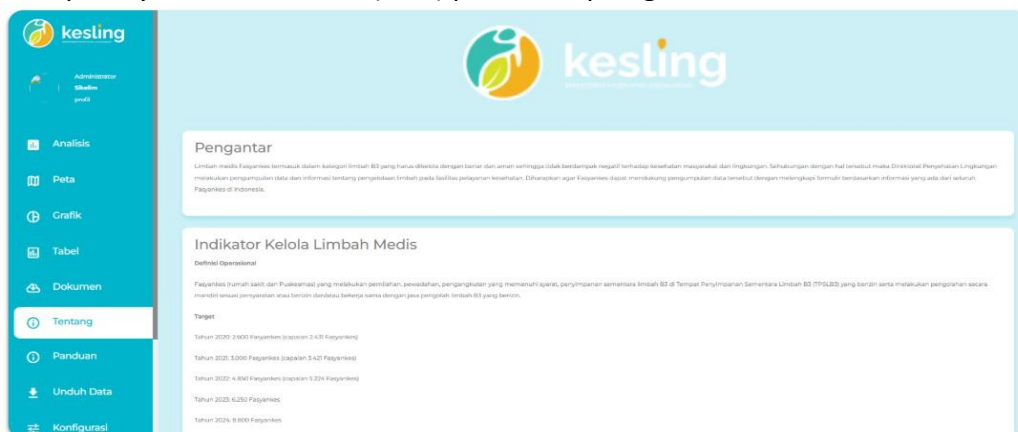 kesling
Administrator
Sikelim
profil
Analisis
Peta
Grafik
Tabel
Dokumen
Tentang
Panduan
Unduh Data
Konfigurasi
kesling
Pengantar
Limbah medis Fasyankes termasuk dalam kategori limbah B3 yang harus dikelola dengan benar dan aman sehingga tidak berdampak negatif terhadap kesehatan masyarakat dan lingkungan. Sehubungan dengan hal tersebut maka Direktorat Penyehatan Lingkungan
melakukan pengumpulan data dan informasi tentang pengelolaan limbah pada fasilitas pelayanan kesehatan. Diharapkan agar Fasyankes dapat mendukung pengumpulan data tersebut dengan melengkapi formulir berdasarkan informasi yang ada dari seluruh
Fasyankes di Indonesia.
Indikator Kelola Limbah Medis
Definisi Operasional
Fasyankes (rumah sakit dan Puskesmas) yang melakukan pemilahan, pewadahan, pengangkutan yang memenuhi syarat, penyimpanan sementara limbah B3 di Tempat Penyimpanan Sementara Limbah B3 (TPSLB3) yang berizin serta melakukan pengolahan secara
mandiri sesuai persyaratan atau berizin dan/atau bekerja sama dengan jasa pengolah limbah B3 yang berizin.
Target
Tahun 2020: 2.600 Fasyankes (capaian 2.431 Fasyankes)
Tahun 2021: 3.000 Fasyankes (capaian 3.421 Fasyankes)
Tahun 2022: 4.850 Fasyankes (capaian 5.224 Fasyankes)
Tahun 2023: 6.250 Fasyankes
Tahun 2024: 8.800 Fasyankes